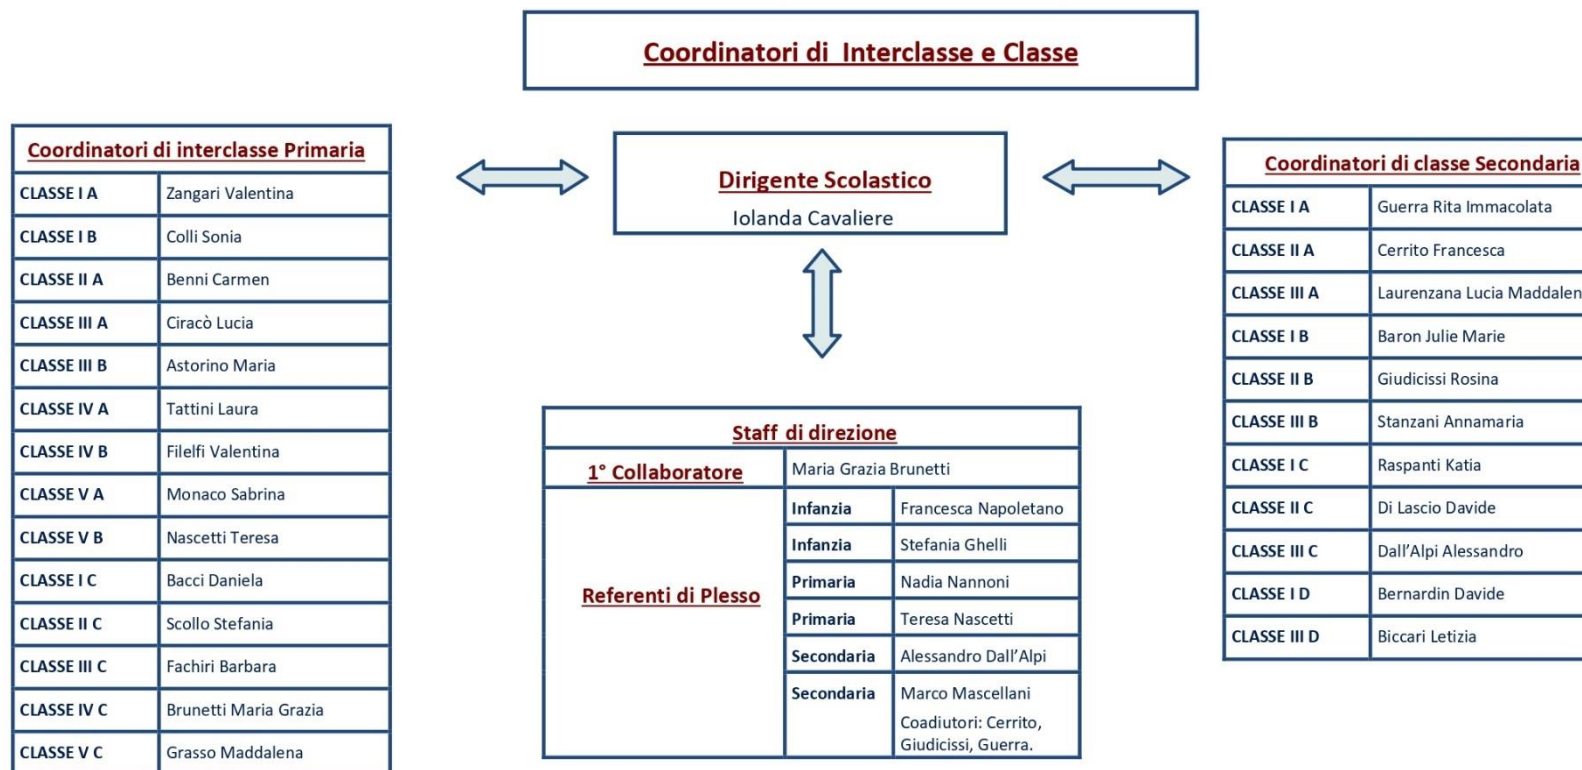 Coordinatori di Interclasse e Classe
Coordinatori di interclasse Primaria
CLASSE I A Zangari Valentina
CLASSE I B Colli Sonia
CLASSE II A Benni Carmen
CLASSE III A Ciracò Lucia
CLASSE III B Astorino Maria
CLASSE IV A Tattini Laura
CLASSE IV B Filelfi Valentina
CLASSE V A Monaco Sabrina
CLASSE V B Nascetti Teresa
CLASSE I C Bacci Daniela
CLASSE II C Scollo Stefania
CLASSE III C Fachiri Barbara
CLASSE IV C Brunetti Maria Grazia
CLASSE V C Grasso Maddalena
Dirigente Scolastico
Iolanda Cavaliere
Staff di direzione
1° Collaboratore Maria Grazia Brunetti
Referenti di Plesso
Infanzia Francesca Napoletano
Infanzia Stefania Ghelli
Primaria Nadia Nannoni
Primaria Teresa Nascetti
Secondaria Alessandro Dall'Alpi
Secondaria Marco Mascellani
Coadiutori: Cerrito,
Giudicissi, Guerra.
Coordinatori di classe Secondaria
CLASSE I A Guerra Rita Immacolata
CLASSE II A Cerrito Francesca
CLASSE III A Laurenzana Lucia Maddalen
CLASSE I B Baron Julie Marie
CLASSE II B Giudicissi Rosina
CLASSE III B Stanzani Annamaria
CLASSE I C Raspanti Katia
CLASSE II C Di Lascio Davide
CLASSE III C Dall'Alpi Alessandro
CLASSE I D Bernardin Davide
CLASSE III D Biccari Letizia